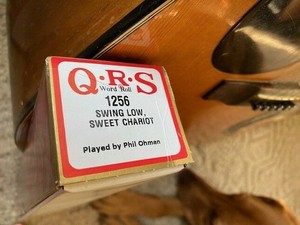 Q·R·S
Word Roll
1256
SWING LOW,
SWEET CHARIOT
Played by Phil Ohman